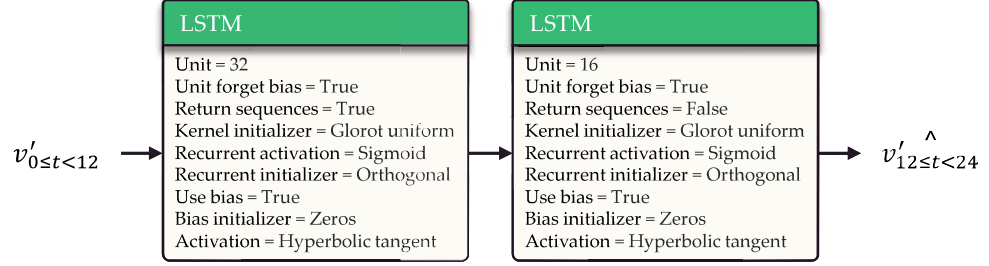 LSTM
Unit = 32
Unit forget bias = True
Return sequences = True
Kernel initializer = Glorot uniform
Recurrent activation = Sigmoid
Recurrent initializer = Orthogonal
Use bias = True
Bias initializer = Zeros
Activation = Hyperbolic tangent
LSTM
Unit = 16
Unit forget bias = True
Return sequences = False
Kernel initializer = Glorot uniform
Recurrent activation = Sigmoid
Recurrent initializer = Orthogonal
Use bias = True
Bias initializer = Zeros
Activation = Hyperbolic tangent
v′0≤t<12
v′^12≤t<24